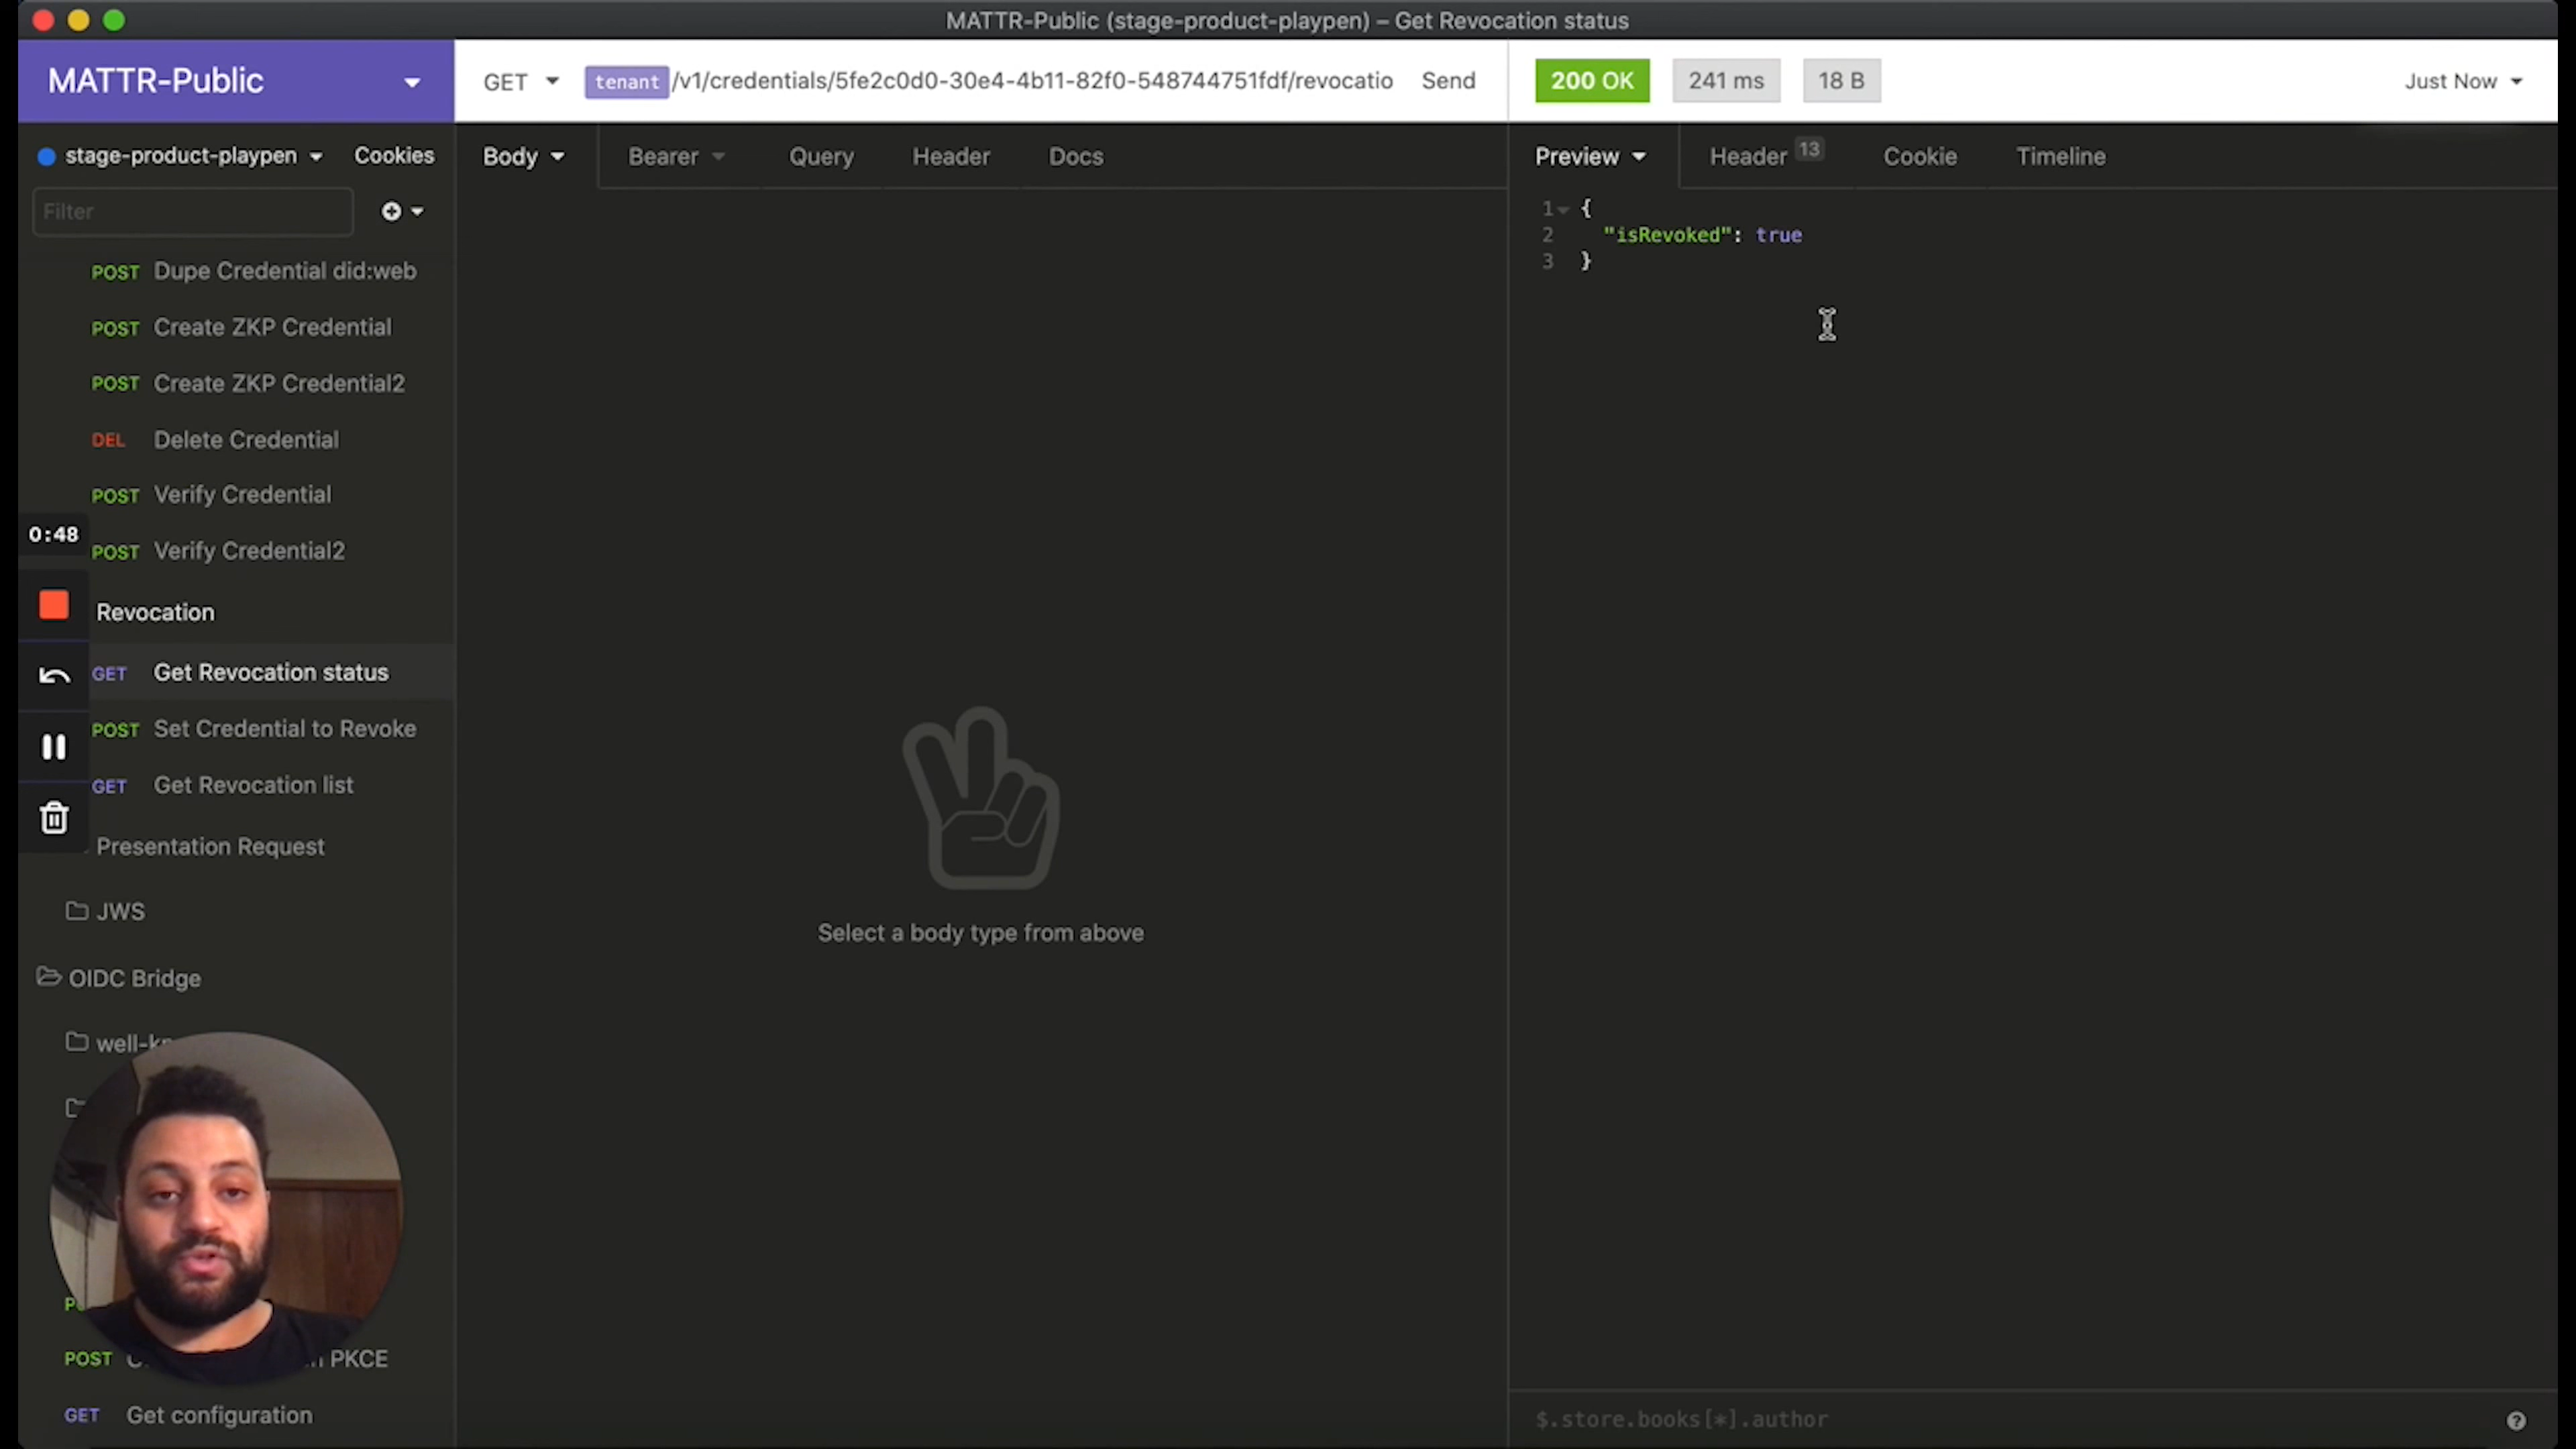 MATTR-Public (stage-product-playpen) – Get Revocation status
MATTR-Public
GET
tenant /v1/credentials/5fe2c0d0-30e4-4b11-82f0-548744751fdf/revocatio
Send
200 OK
241 ms
18 B
Just Now
stage-product-playpen
Cookies
Body
Bearer
Query
Header
Docs
Preview
Header 13
Cookie
Timeline
Filter
1 {
2 "isRevoked": true
3 }
POST Dupe Credential did:web
POST Create ZKP Credential
POST Create ZKP Credential2
DEL Delete Credential
POST Verify Credential
0:48
POST Verify Credential2
Revocation
GET Get Revocation status
POST Set Credential to Revoke
GET Get Revocation list
Presentation Request
JWS
OIDC Bridge
POST PKCE
GET Get configuration
Select a body type from above
$.store.books[*].author